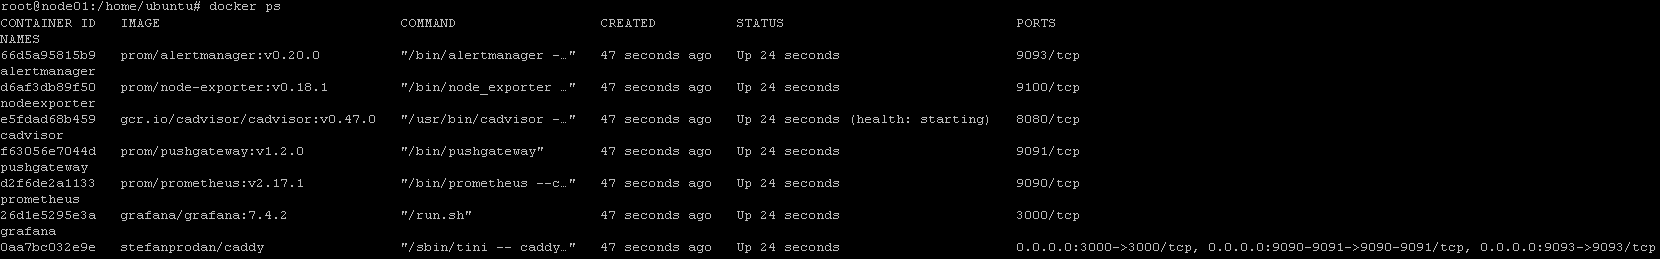 root@node01:/home/ubuntu# docker ps
CONTAINER ID   IMAGE                              COMMAND                  CREATED          STATUS                             PORTS
NAMES
66d5a95815b9   prom/alertmanager:v0.20.0          "/bin/alertmanager -…"   47 seconds ago   Up 24 seconds                      9093/tcp
alertmanager
d6af3db89f50   prom/node-exporter:v0.18.1         "/bin/node_exporter …"   47 seconds ago   Up 24 seconds                      9100/tcp
nodeexporter
e5fdad68b459   gcr.io/cadvisor/cadvisor:v0.47.0   "/usr/bin/cadvisor -…"   47 seconds ago   Up 24 seconds (health: starting)   8080/tcp
cadvisor
f63056e7044d   prom/pushgateway:v1.2.0            "/bin/pushgateway"       47 seconds ago   Up 24 seconds                      9091/tcp
pushgateway
d2f6de2a1133   prom/prometheus:v2.17.1            "/bin/prometheus --c…"   47 seconds ago   Up 24 seconds                      9090/tcp
prometheus
26d1e5295e3a   grafana/grafana:7.4.2              "/run.sh"                47 seconds ago   Up 24 seconds                      3000/tcp
grafana
0aa7bc032e9e   stefanprodan/caddy                 "/sbin/tini -- caddy…"   47 seconds ago   Up 24 seconds                      0.0.0.0:3000->3000/tcp, 0.0.0.0:9090-9091->9090-9091/tcp, 0.0.0.0:9093->9093/tcp